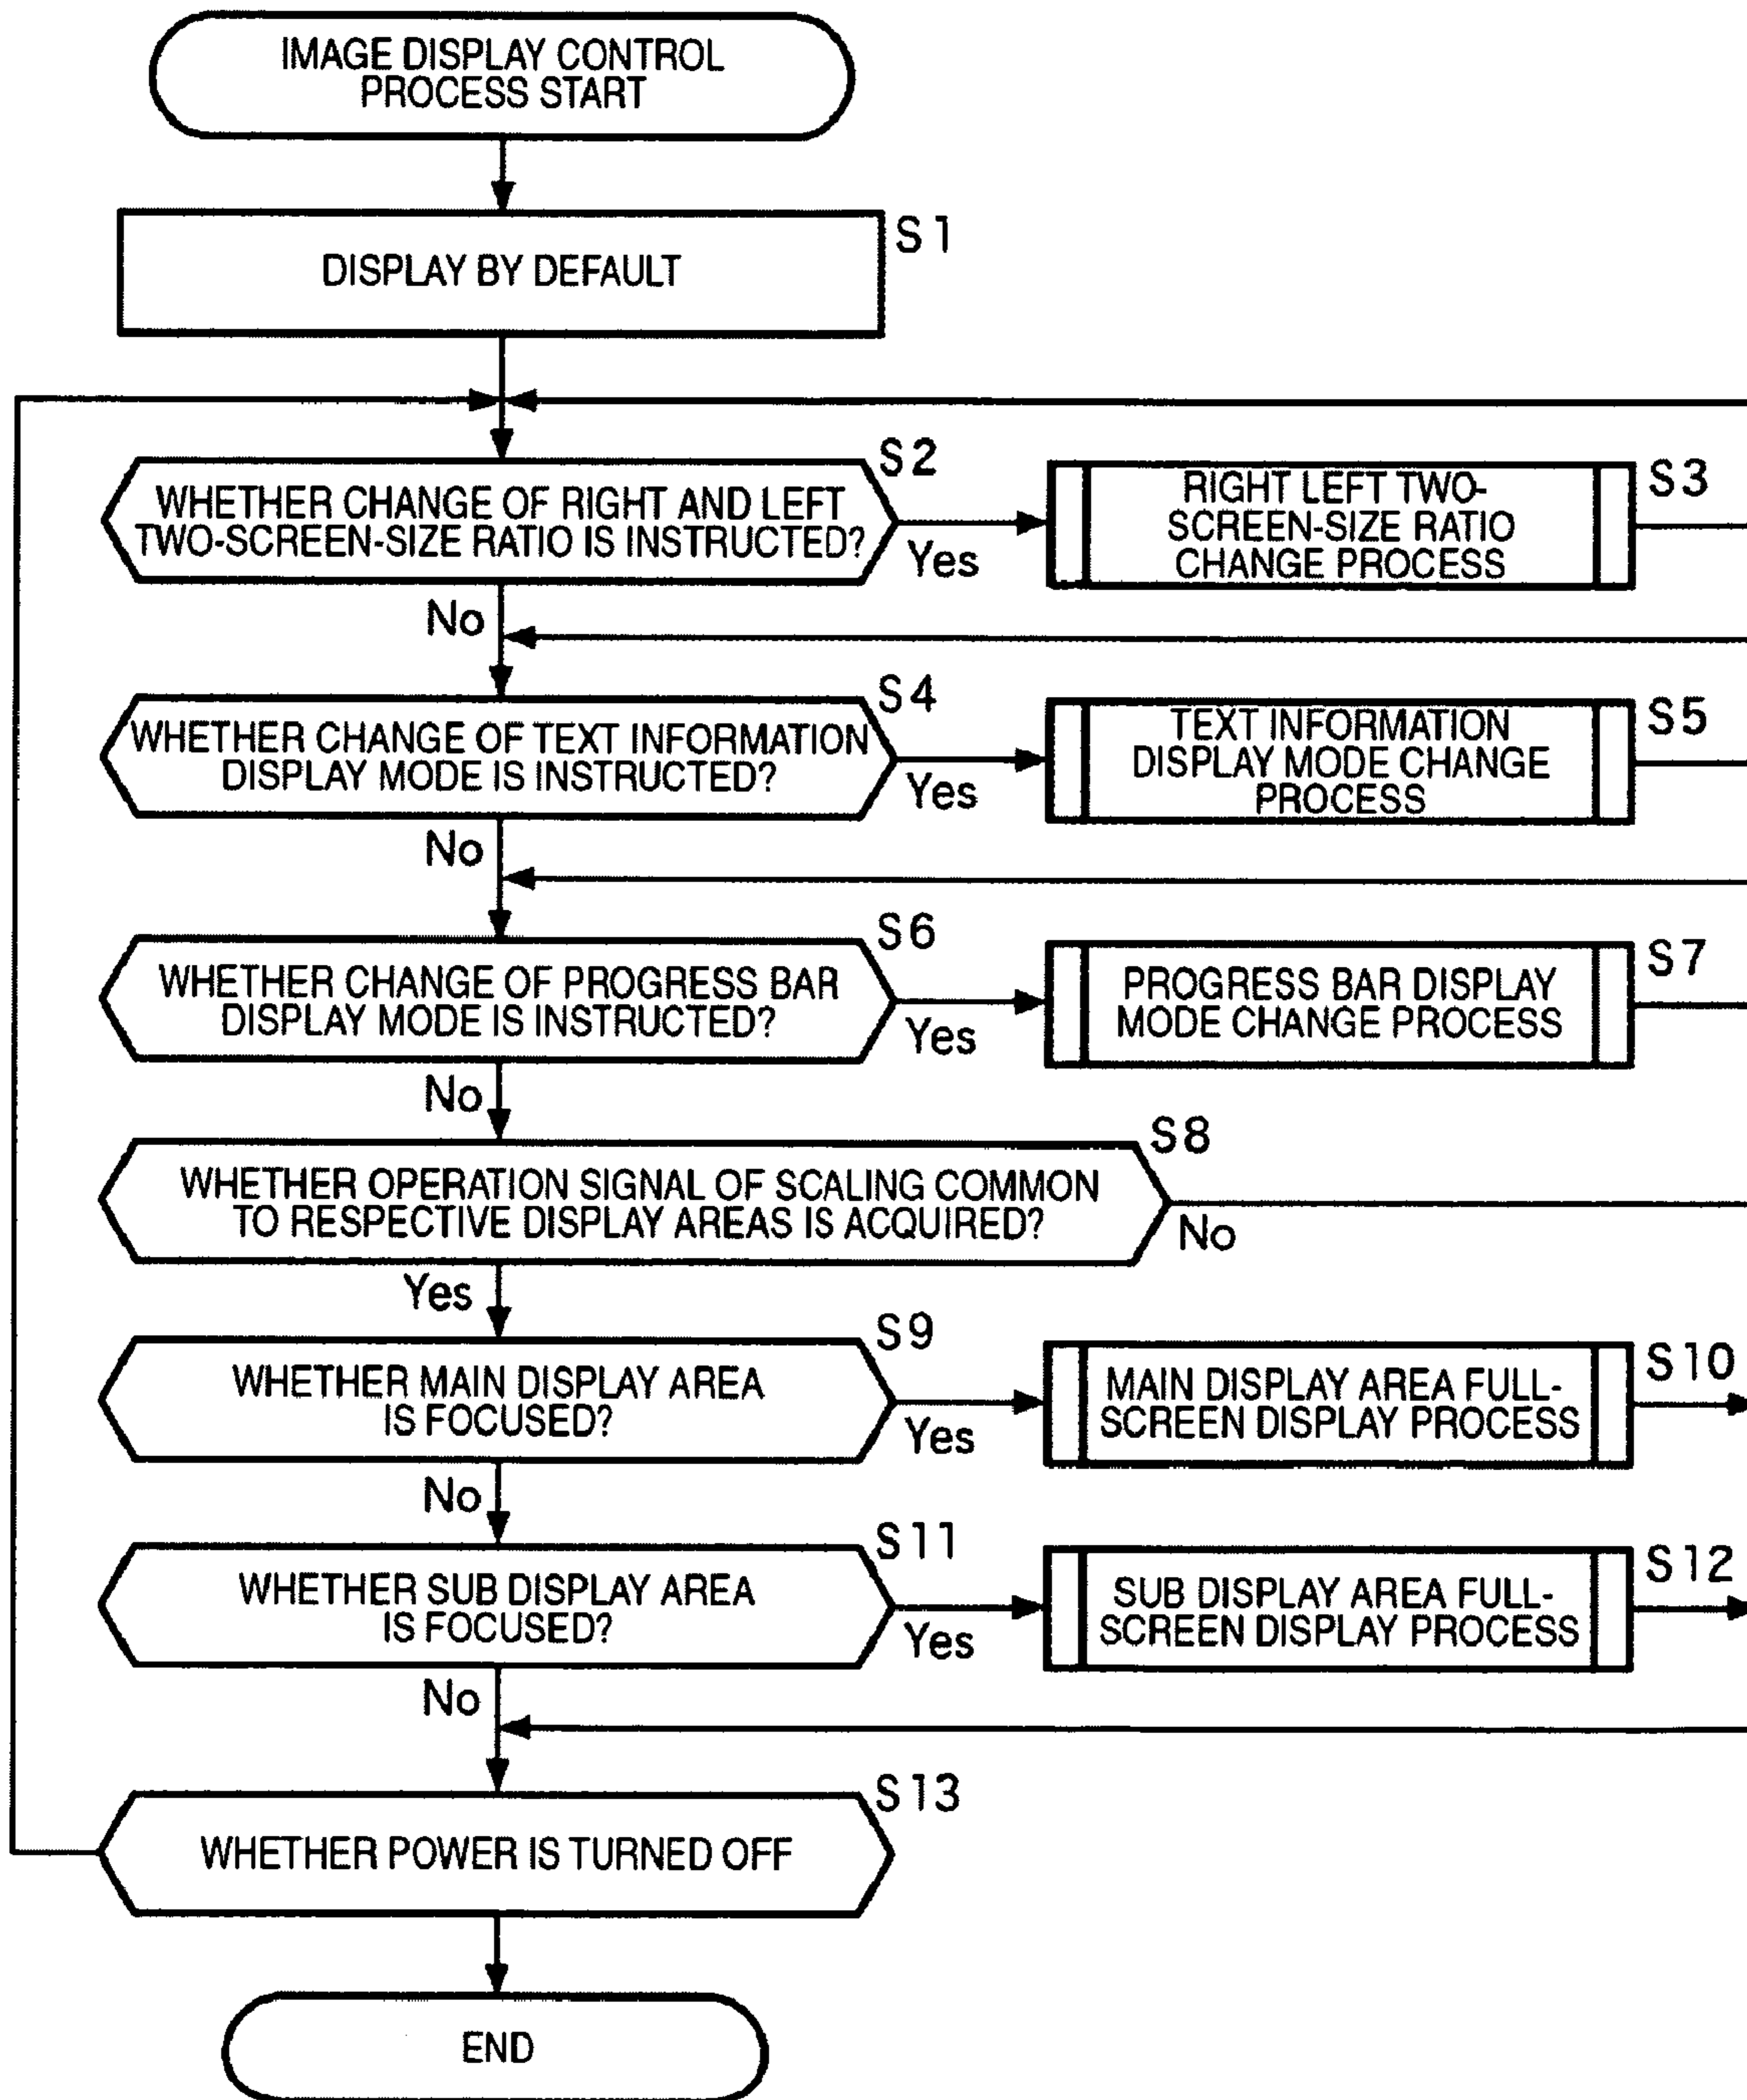 IMAGE DISPLAY CONTROL
PROCESS START
S1
DISPLAY BY DEFAULT
S2
WHETHER CHANGE OF RIGHT AND LEFT
TWO-SCREEN-SIZE RATIO IS INSTRUCTED?
Yes
No
S3
RIGHT LEFT TWO-
SCREEN-SIZE RATIO
CHANGE PROCESS
S4
WHETHER CHANGE OF TEXT INFORMATION
DISPLAY MODE IS INSTRUCTED?
Yes
No
S5
TEXT INFORMATION
DISPLAY MODE CHANGE
PROCESS
S6
WHETHER CHANGE OF PROGRESS BAR
DISPLAY MODE IS INSTRUCTED?
Yes
No
S7
PROGRESS BAR DISPLAY
MODE CHANGE PROCESS
S8
WHETHER OPERATION SIGNAL OF SCALING COMMON
TO RESPECTIVE DISPLAY AREAS IS ACQUIRED?
No
Yes
S9
WHETHER MAIN DISPLAY AREA
IS FOCUSED?
Yes
No
S10
MAIN DISPLAY AREA FULL-
SCREEN DISPLAY PROCESS
S11
WHETHER SUB DISPLAY AREA
IS FOCUSED?
Yes
No
S12
SUB DISPLAY AREA FULL-
SCREEN DISPLAY PROCESS
S13
WHETHER POWER IS TURNED OFF
END